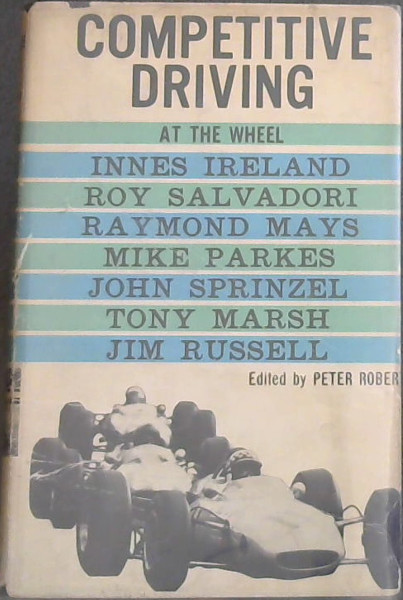 COMPETITIVE
DRIVING
AT THE WHEEL
INNES IRELAND
ROY SALVADORI
RAYMOND MAYS
MIKE PARKES
JOHN SPRINZEL
TONY MARSH
JIM RUSSELL
Edited by PETER ROBER